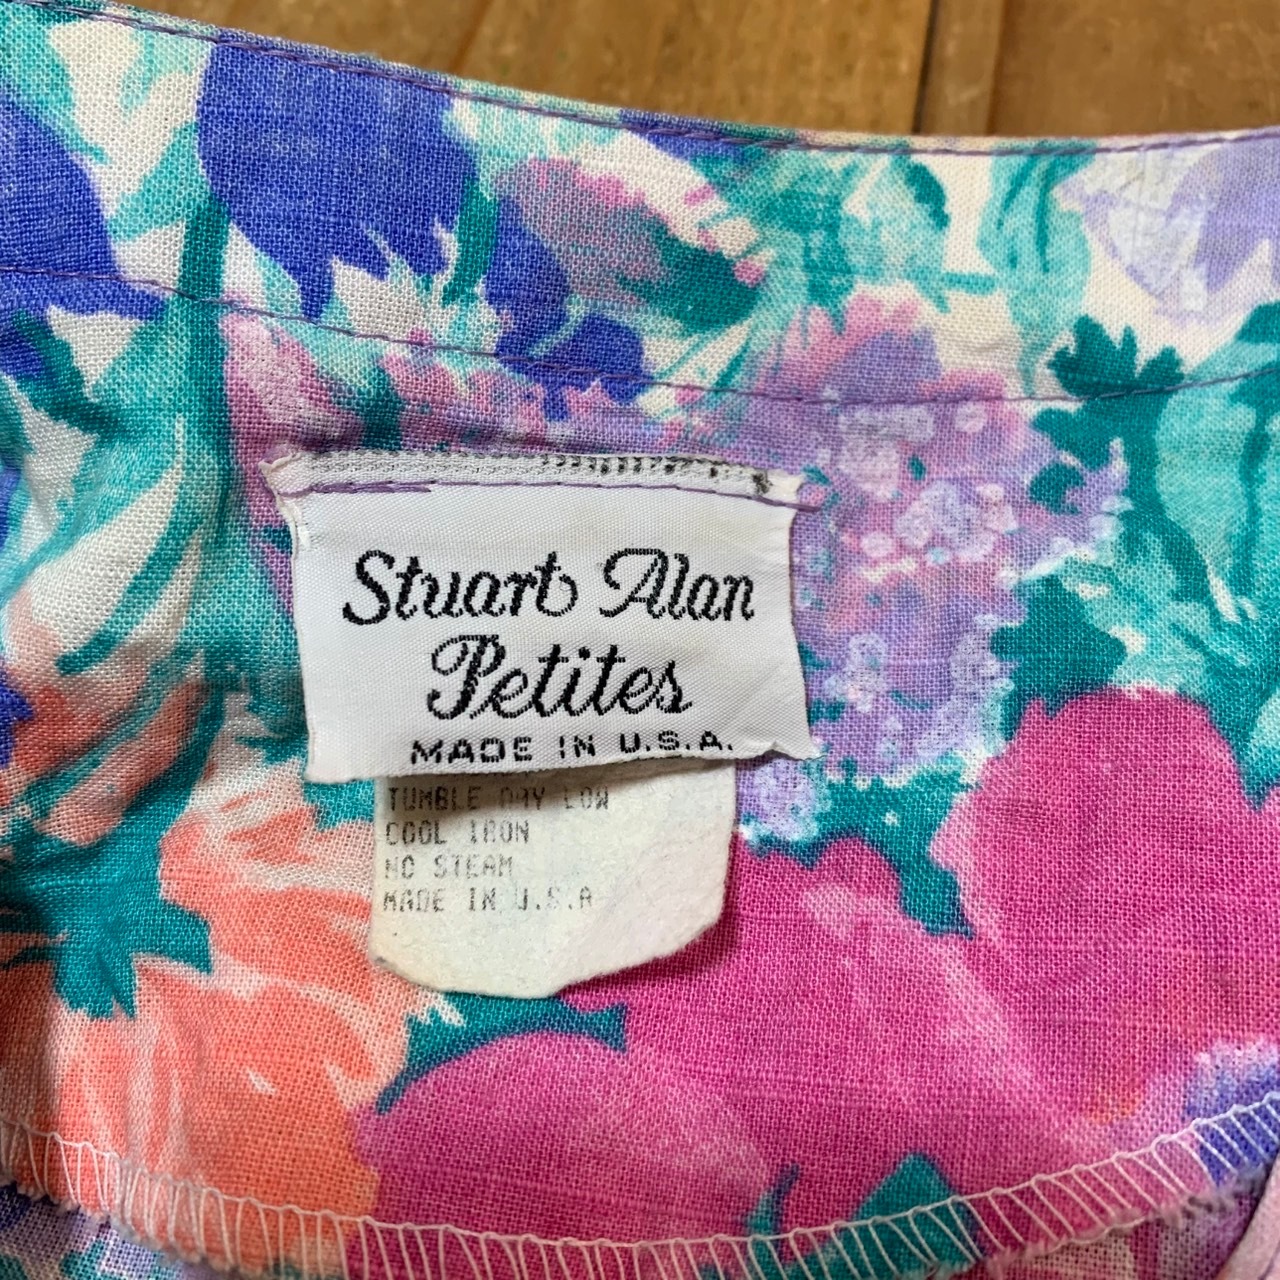 Stuart Alan
Petites
MADE IN U.S.A.
TUMBLE DRY LOW
COOL IRON
NO STEAM
MADE IN U.S.A